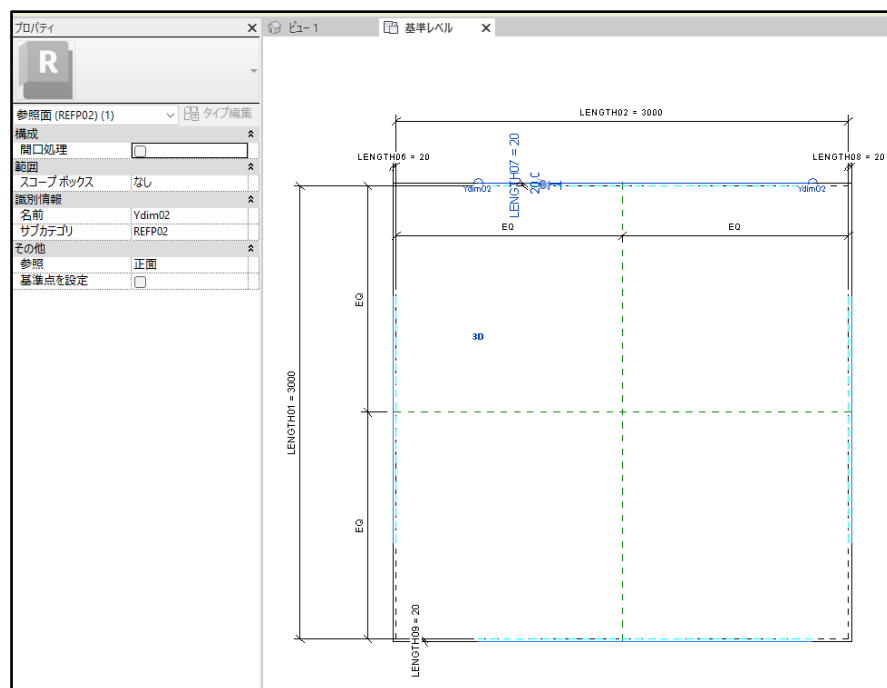 プロパティ
ビュー 1
基準レベル
R
参照面 (REFP02) (1)
タイプ編集
構成
開口処理
範囲
スコープ ボックス
なし
識別情報
名前
Ydim02
サブカテゴリ
REFP02
その他
参照
正面
基準点を設定
LENGTH02 = 3000
LENGTH06 = 20
LENGTH07 = 20
20.0
LENGTH08 = 20
Ydim02
Ydim02
EQ
EQ
EQ
3D
LENGTH01 = 3000
EQ
LENGTH09 = 20